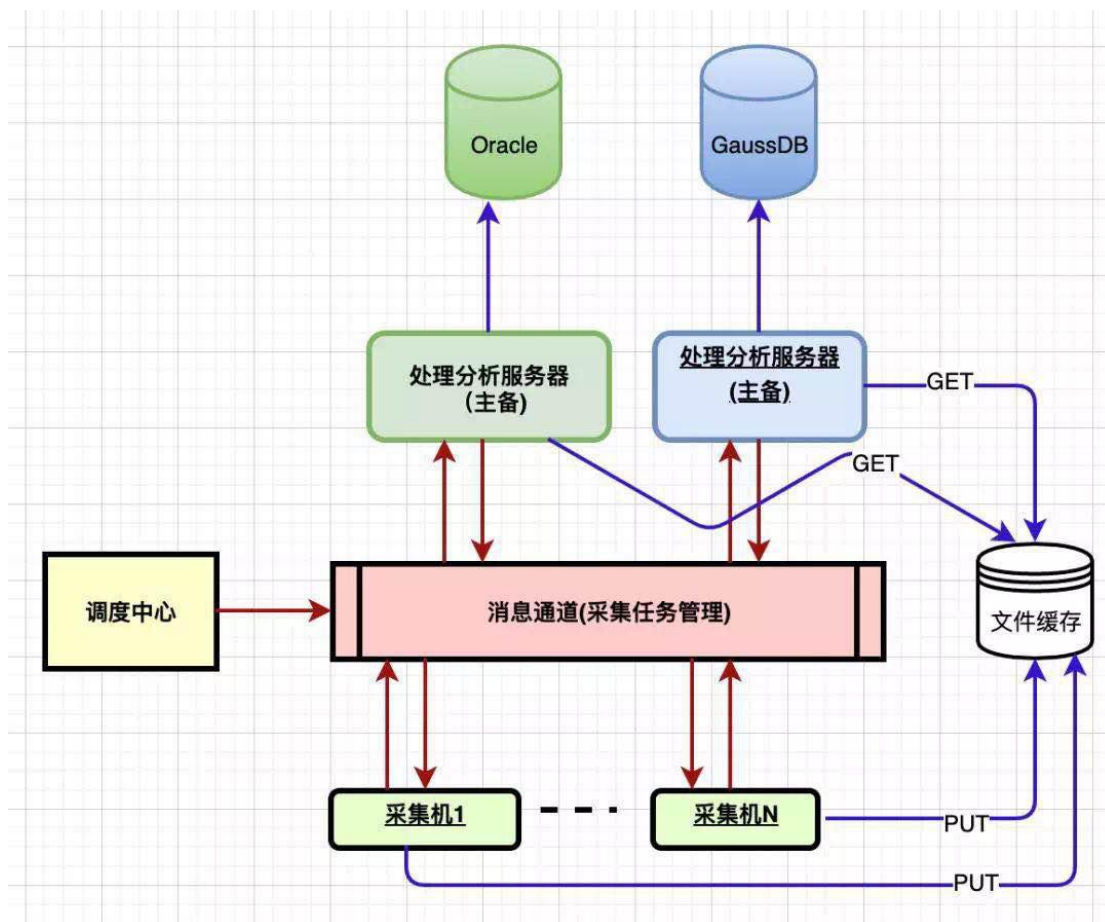 Oracle
GaussDB
处理分析服务器
(主备)
处理分析服务器
(主备)
GET
GET
调度中心
消息通道(采集任务管理)
文件缓存
采集机1
采集机N
PUT
PUT